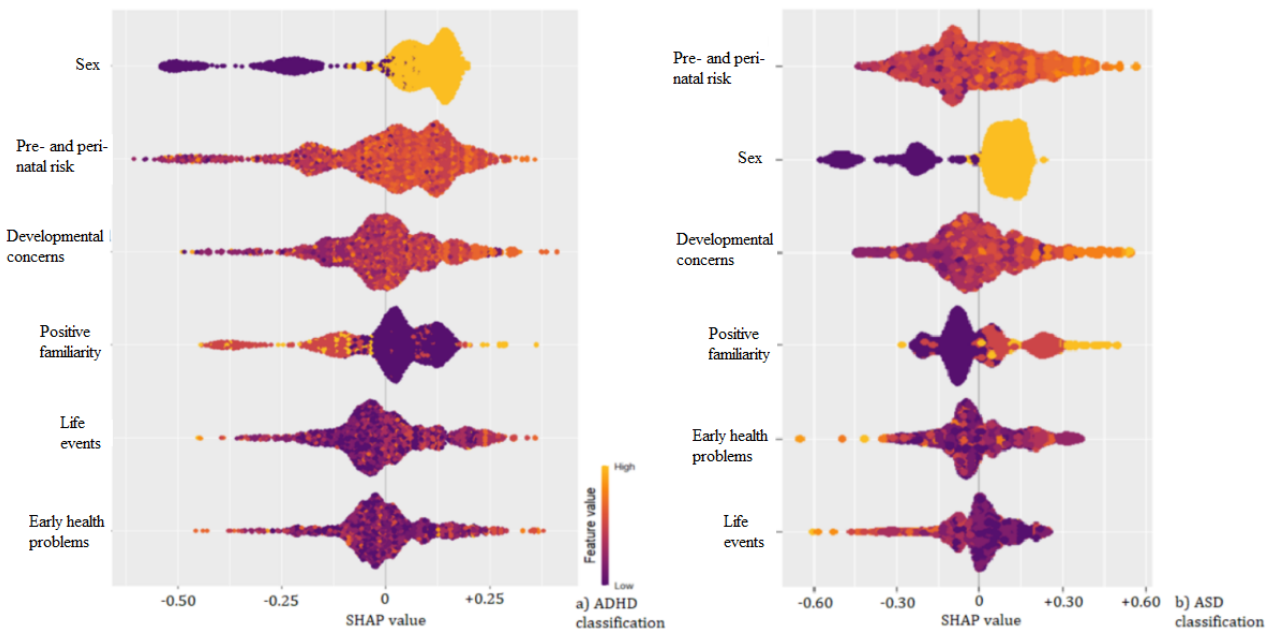 Sex
Pre- and peri-
natal risk
Developmental
concerns
Positive
familiarity
Life
events
Early health
problems
High
Feature value
Low
-0.50
-0.25
0
+0.25
SHAP value
a) ADHD
classification
Pre- and peri-
natal risk
Sex
Developmental
concerns
Positive
familiarity
Early health
problems
Life
events
-0.60
-0.30
0
+0.30
+0.60
SHAP value
b) ASD
classification